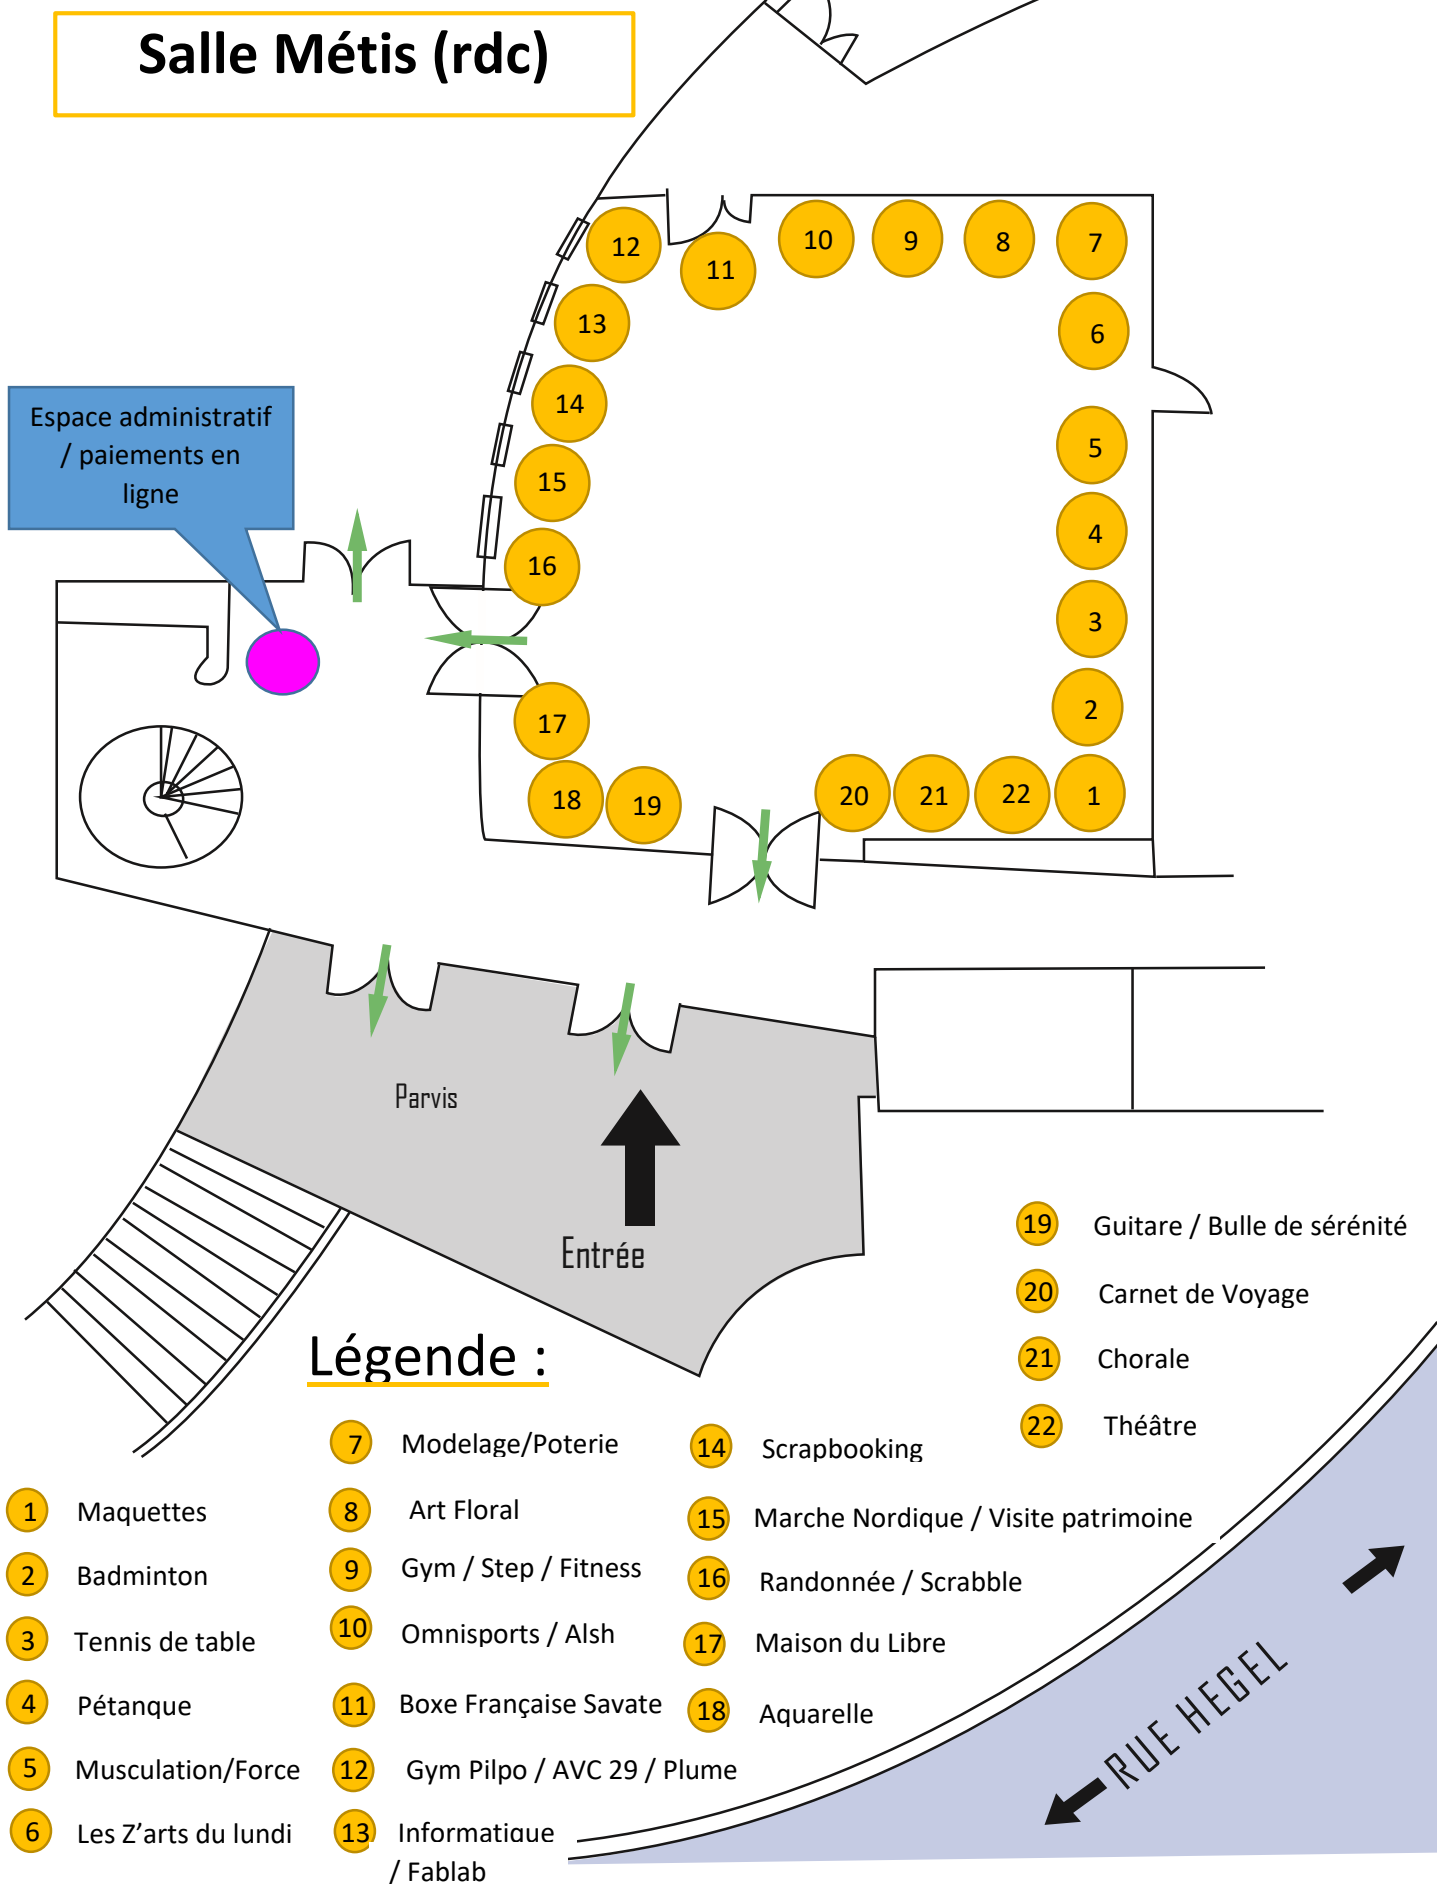 Salle Métis (rdc)
12
11
10
9
8
7
13
6
14
Espace administratif
/ paiements en
ligne
5
15
4
16
3
17
2
18
19
20
21
22
1
Parvis
Entrée
Légende :
1 Maquettes
2 Badminton
3 Tennis de table
4 Pétanque
5 Musculation/Force
6 Les Z’arts du lundi
7 Modelage/Poterie
8 Art Floral
9 Gym / Step / Fitness
10 Omnisports / Alsh
11 Boxe Française Savate
12 Gym Pilpo / AVC 29 / Plume
13 Informatique
/ Fablab
14 Scrapbooking
15 Marche Nordique / Visite patrimoine
16 Randonnée / Scrabble
17 Maison du Libre
18 Aquarelle
19 Guitare / Bulle de sérénité
20 Carnet de Voyage
21 Chorale
22 Théâtre
RUE HEGEL